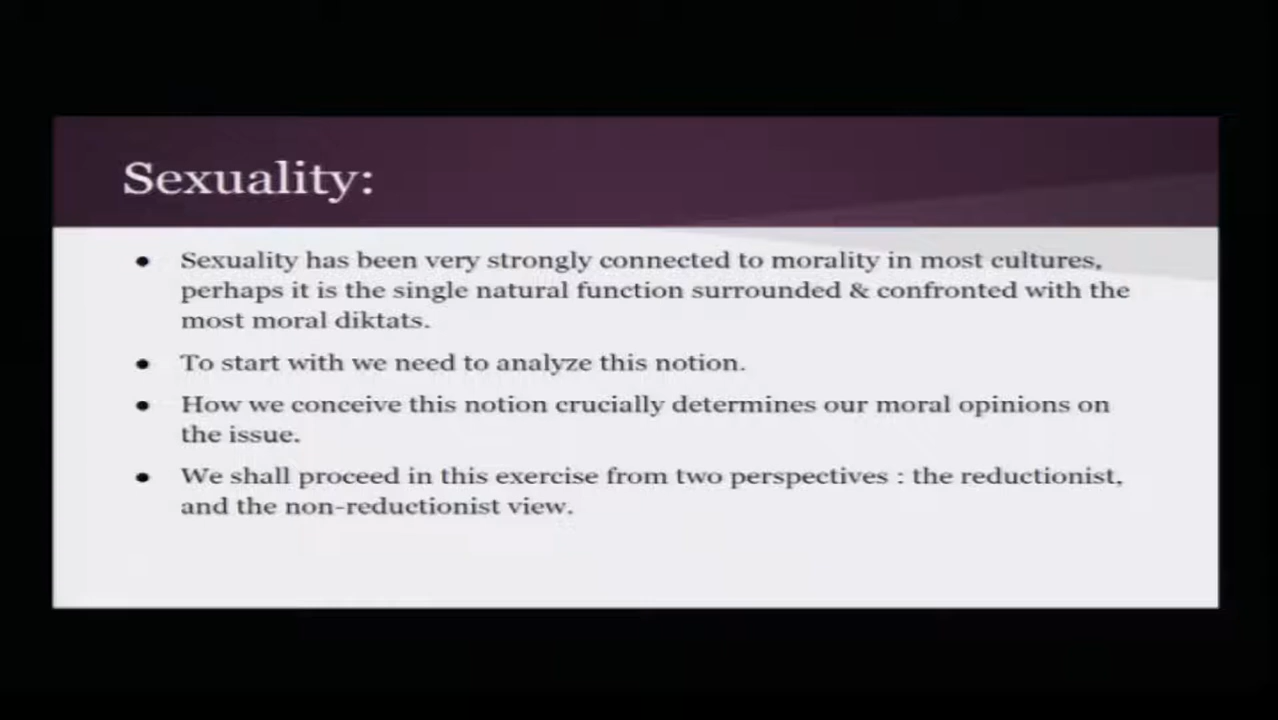 Sexuality:
● Sexuality has been very strongly connected to morality in most cultures,
perhaps it is the single natural function surrounded & confronted with the
most moral diktats.
● To start with we need to analyze this notion.
● How we conceive this notion crucially determines our moral opinions on
the issue.
● We shall proceed in this exercise from two perspectives : the reductionist,
and the non-reductionist view.